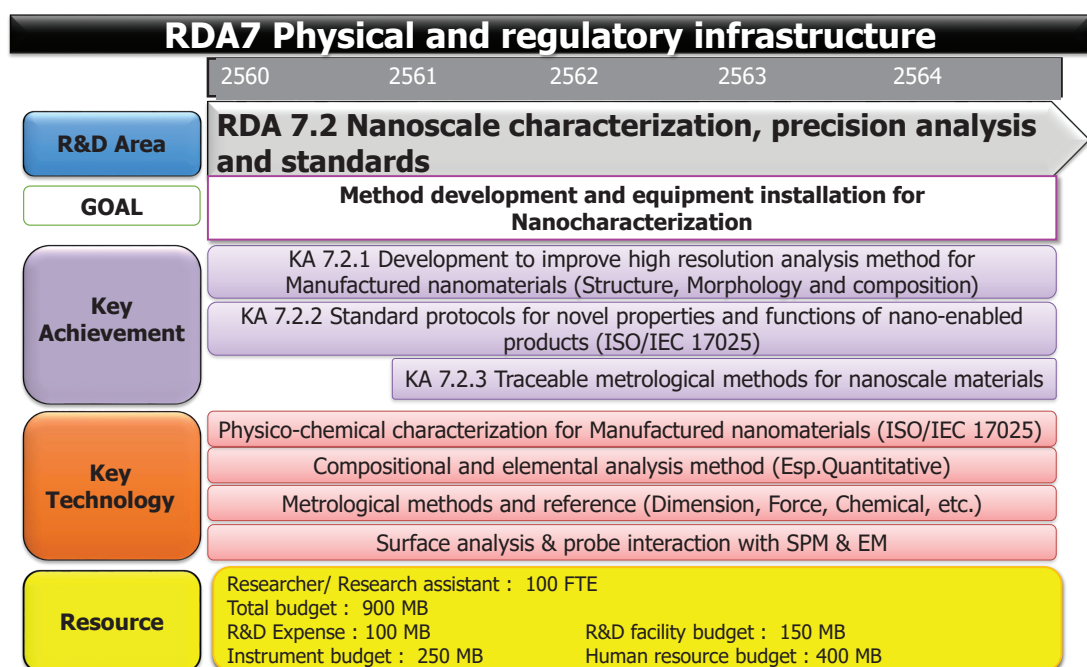 RDA7 Physical and regulatory infrastructure
2560 2561 2562 2563 2564
R&D Area
RDA 7.2 Nanoscale characterization, precision analysis
and standards
GOAL
Method development and equipment installation for
Nanocharacterization
Key
Achievement
KA 7.2.1 Development to improve high resolution analysis method for
Manufactured nanomaterials (Structure, Morphology and composition)
KA 7.2.2 Standard protocols for novel properties and functions of nano-enabled
products (ISO/IEC 17025)
KA 7.2.3 Traceable metrological methods for nanoscale materials
Key
Technology
Physico-chemical characterization for Manufactured nanomaterials (ISO/IEC 17025)
Compositional and elemental analysis method (Esp.Quantitative)
Metrological methods and reference (Dimension, Force, Chemical, etc.)
Surface analysis & probe interaction with SPM & EM
Resource
Researcher/ Research assistant : 100 FTE
Total budget : 900 MB
R&D Expense : 100 MB R&D facility budget : 150 MB
Instrument budget : 250 MB Human resource budget : 400 MB